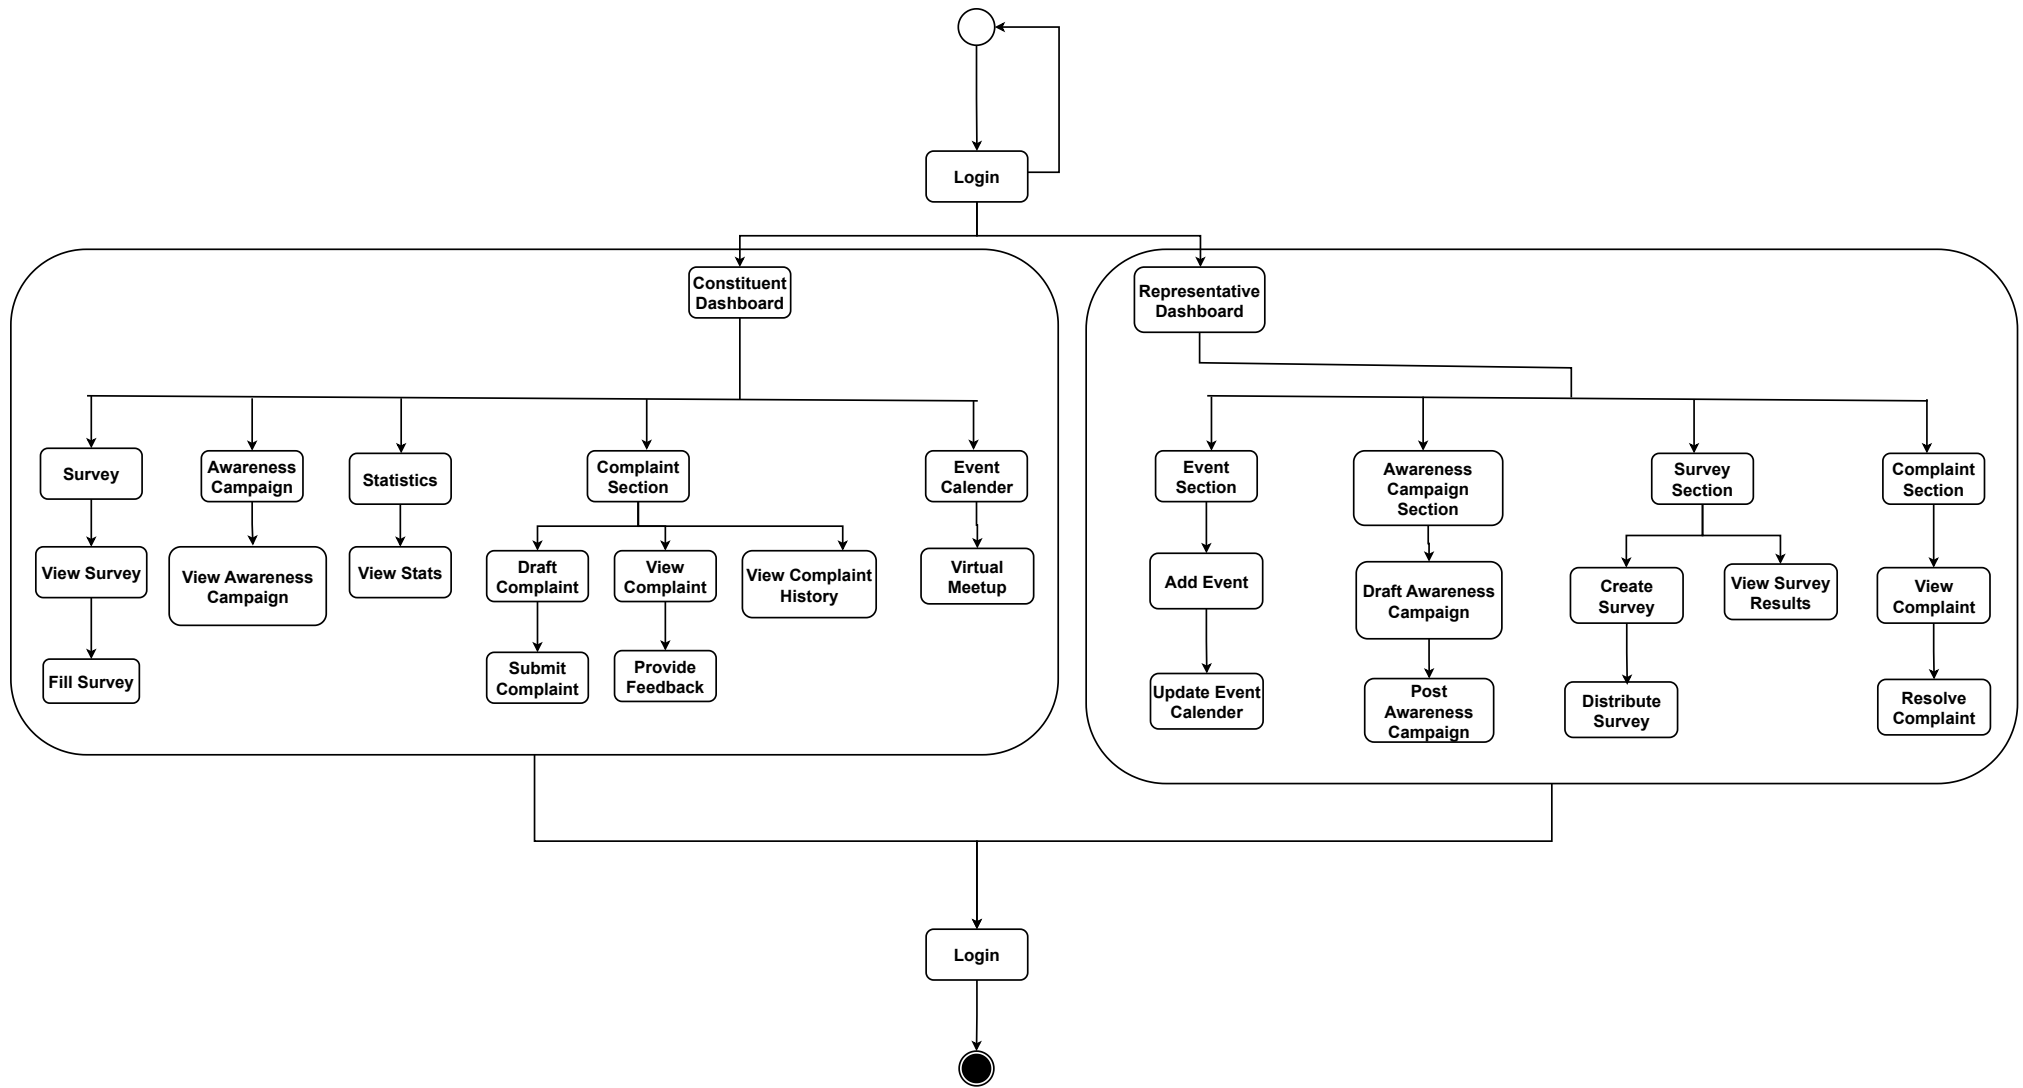 Login
Constituent
Dashboard
Representative
Dashboard
Survey
Awareness
Campaign
Statistics
Complaint
Section
Event
Calender
Event
Section
Awareness
Campaign
Section
Survey
Section
Complaint
Section
View Survey
View Awareness
Campaign
View Stats
Draft
Complaint
View
Complaint
View Complaint
History
Virtual
Meetup
Add Event
Draft Awareness
Campaign
Create
Survey
View Survey
Results
View
Complaint
Fill Survey
Submit
Complaint
Provide
Feedback
Update Event
Calender
Post
Awareness
Campaign
Distribute
Survey
Resolve
Complaint
Login